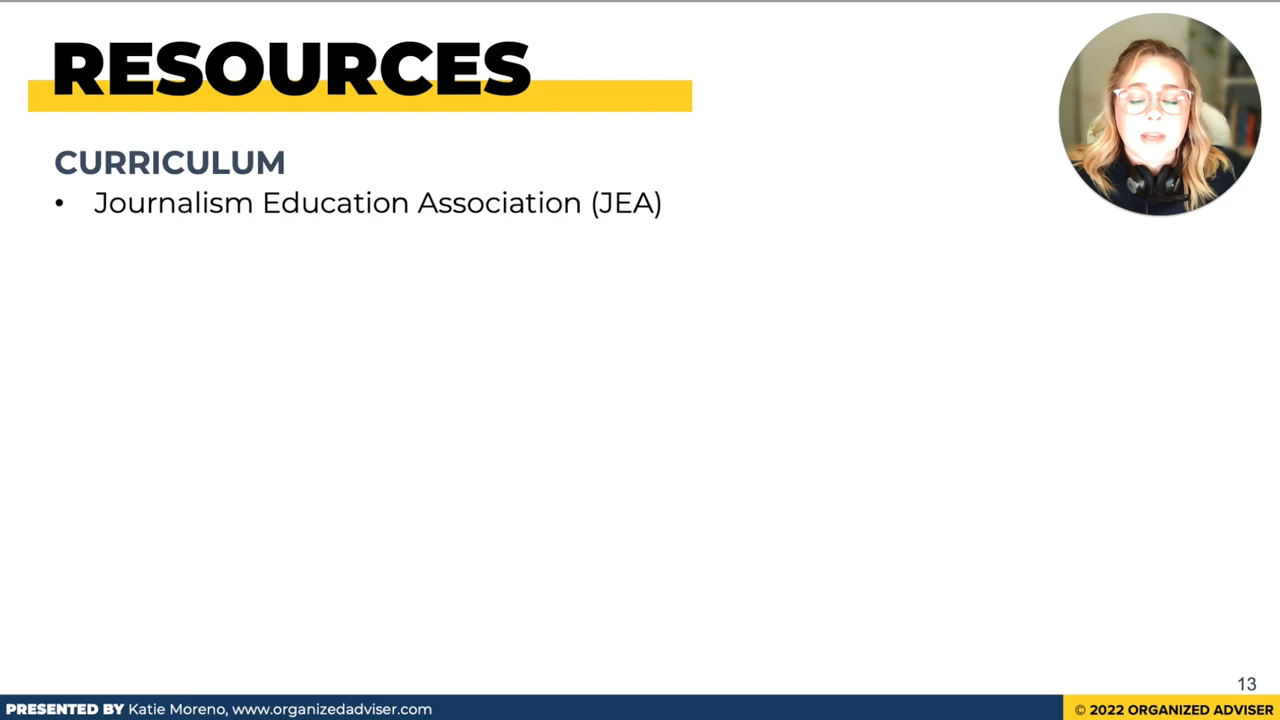 RESOURCES
CURRICULUM
• Journalism Education Association (JEA)
13
PRESENTED BY Katie Moreno, www.organizedadviser.com
© 2022 ORGANIZED ADVISER